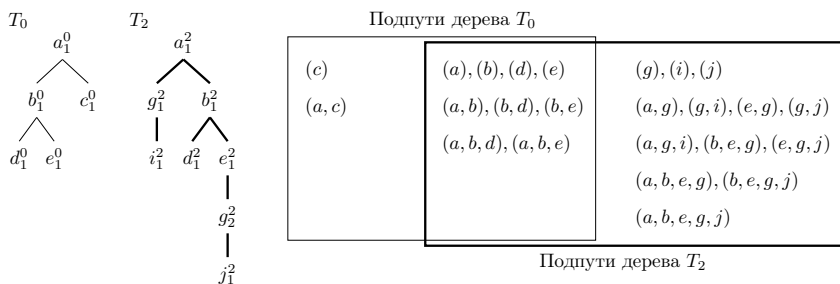 T_0 T_2 Подпути дерева T_0
a_1^0 a_1^2
(c) (a), (b), (d), (e) (g), (i), (j)
b_1^0 c_1^0 g_1^2 b_1^2
(a, c) (a, b), (b, d), (b, e) (a, g), (g, i), (e, g), (g, j)
(a, b, d), (a, b, e) (a, g, i), (b, e, g), (e, g, j)
d_1^0 e_1^0 i_1^2 d_1^2 e_1^2
(a, b, e, g), (b, e, g, j)
g_2^2 (a, b, e, g, j)
Подпути дерева T_2
j_1^2